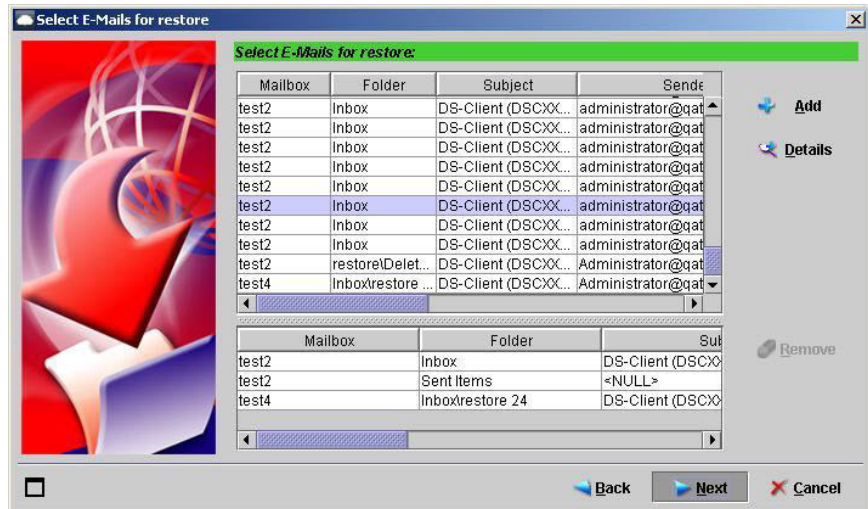 Select E-Mails for restore
Select E-Mails for restore:
Mailbox Folder Subject Sende
test2 Inbox DS-Client (DSCXX... administrator@qat
test2 Inbox DS-Client (DSCXX... administrator@qat
test2 Inbox DS-Client (DSCXX... administrator@qat
test2 Inbox DS-Client (DSCXX... administrator@qat
test2 Inbox DS-Client (DSCXX... administrator@qat
test2 Inbox DS-Client (DSCXX... administrator@qat
test2 Inbox DS-Client (DSCXX... administrator@qat
test2 Inbox DS-Client (DSCXX... administrator@qat
test2 restore\Delet... DS-Client (DSCXX... Administrator@qat
test4 Inbox\restore ... DS-Client (DSCXX... Administrator@qat
Add
Details
Mailbox Folder Sub
test2 Inbox DS-Client (DSCXX
test2 Sent Items <NULL>
test4 Inbox\restore 24 DS-Client (DSCXX
Remove
Back Next Cancel